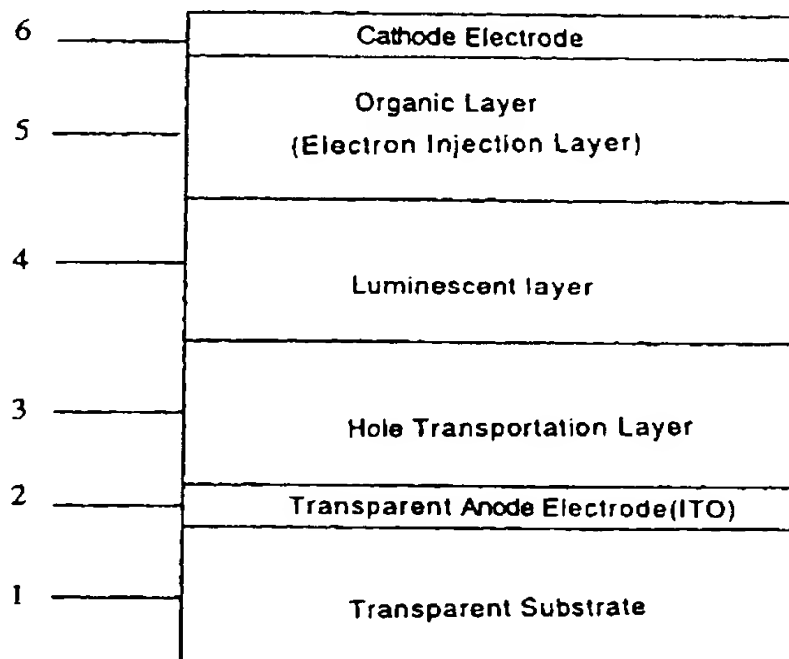 6 Cathode Electrode
Organic Layer
5 (Electron Injection Layer)
4 Luminescent layer
3 Hole Transportation Layer
2 Transparent Anode Electrode(ITO)
1 Transparent Substrate